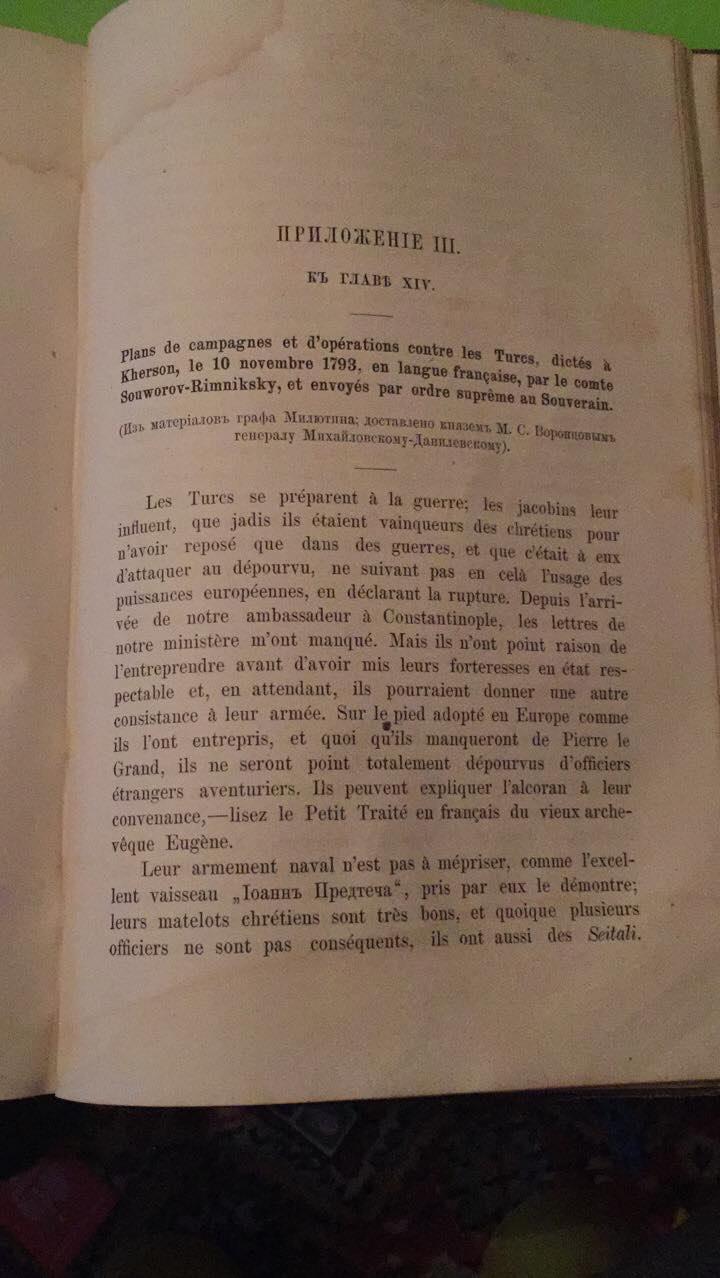 ПРИЛОЖЕНІЕ III.
КЪ ГЛАВѢ XIV.
Plans de campagnes et d'opérations contre les Turcs, dictés à
Kherson, le 10 novembre 1793, en langue française, par le comte
Souworov-Rimniksky, et envoyés par ordre suprême au Souverain.
(Изъ матеріаловъ графа Милютина; доставлено княземъ М. С. Воронцовымъ
генералу Михайловскому-Данилевскому).
Les Turcs se préparent à la guerre; les jacobins leur
influent, que jadis ils étaient vainqueurs des chrétiens pour
n'avoir reposé que dans des guerres, et que c'était à eux
d'attaquer au dépourvu, ne suivant pas en celà l'usage des
puissances européennes, en déclarant la rupture. Depuis l'arri-
vée de notre ambassadeur à Constantinople, les lettres de
notre ministère m'ont manqué. Mais ils n'ont point raison de
l'entreprendre avant d'avoir mis leurs forteresses en état res-
pectable et, en attendant, ils pourraient donner une autre
consistance à leur armée. Sur le pied adopté en Europe comme
ils l'ont entrepris, et quoi qu'ils manqueront de Pierre le
Grand, ils ne seront point totalement dépourvus d'officiers
étrangers aventuriers. Ils peuvent expliquer l'alcoran à leur
convenance,—lisez le Petit Traité en français du vieux arche-
vêque Eugène.
Leur armement naval n'est pas à mépriser, comme l'excel-
lent vaisseau „Іоаннъ Предтеча“, pris par eux le démontre;
leurs matelots chrétiens sont très bons, et quoique plusieurs
officiers ne sont pas conséquents, ils ont aussi des Seitali.